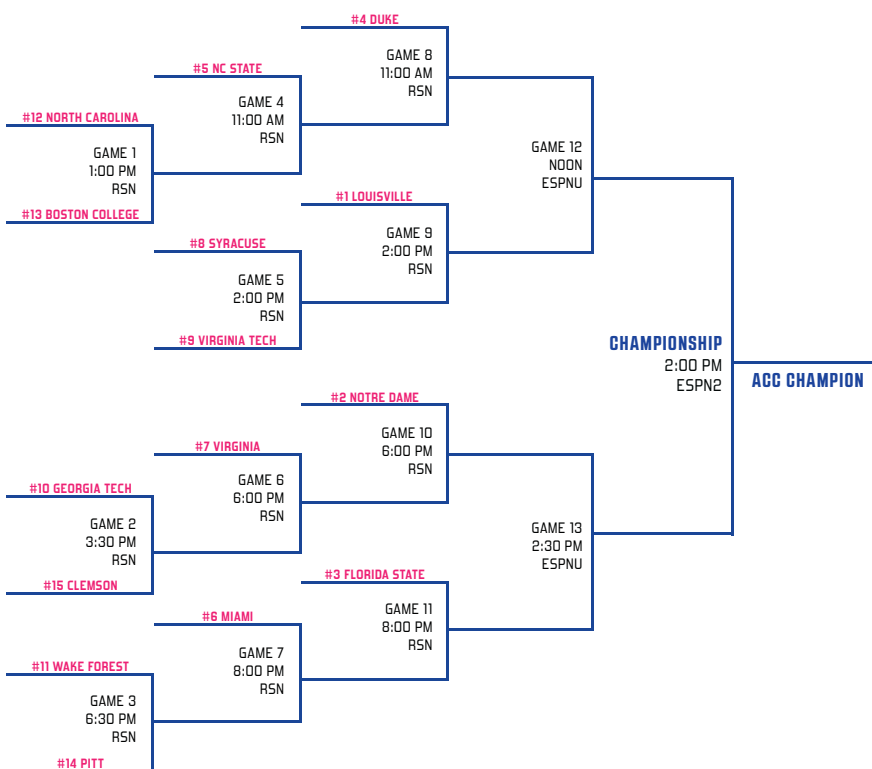 #4 DUKE
GAME 8
11:00 AM
RSN
#5 NC STATE
GAME 4
11:00 AM
RSN
#12 NORTH CAROLINA
GAME 1
1:00 PM
RSN
#13 BOSTON COLLEGE
GAME 12
NOON
ESPNU
#1 LOUISVILLE
GAME 9
2:00 PM
RSN
#8 SYRACUSE
GAME 5
2:00 PM
RSN
#9 VIRGINIA TECH
CHAMPIONSHIP
2:00 PM
ESPN2
ACC CHAMPION
#2 NOTRE DAME
GAME 10
6:00 PM
RSN
#7 VIRGINIA
GAME 6
6:00 PM
RSN
#10 GEORGIA TECH
GAME 2
3:30 PM
RSN
#15 CLEMSON
GAME 13
2:30 PM
ESPNU
#3 FLORIDA STATE
GAME 11
8:00 PM
RSN
#6 MIAMI
GAME 7
8:00 PM
RSN
#11 WAKE FOREST
GAME 3
6:30 PM
RSN
#14 PITT